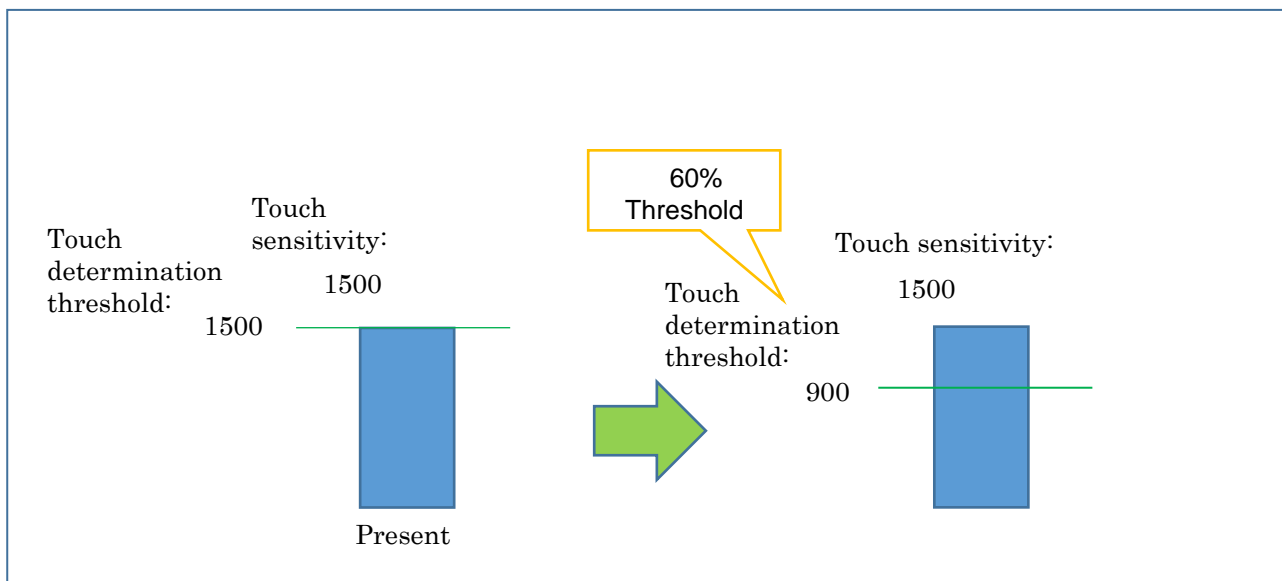 Touch
determination
threshold:
1500
Touch
sensitivity:
1500
Present
60%
Threshold
Touch
determination
threshold:
900
Touch sensitivity:
1500